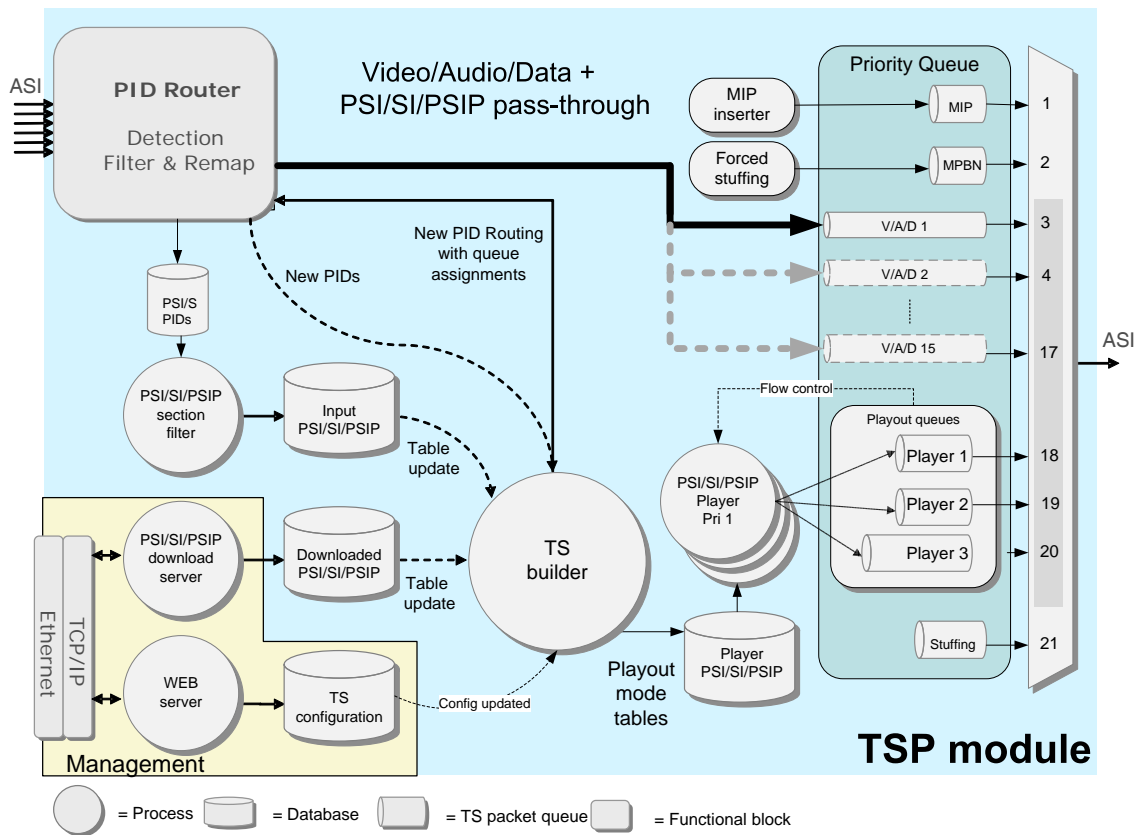 ASI
PID Router
Detection
Filter & Remap
Video/Audio/Data +
PSI/SI/PSIP pass-through
MIP
inserter
Forced
stuffing
Priority Queue
MIP
1
MPBN
2
V/A/D 1
3
V/A/D 2
4
V/A/D 15
17
ASI
New PID Routing
with queue
assignments
New PIDs
PSI/S
PIDs
PSI/SI/PSIP
section
filter
Input
PSI/SI/PSIP
Table
update
Flow control
Playout queues
Player 1
18
Player 2
19
Player 3
20
PSI/SI/PSIP
Player
Pri 1
TS
builder
PSI/SI/PSIP
download
server
Downloaded
PSI/SI/PSIP
Table
update
Ethernet
TCP/IP
WEB
server
TS
configuration
Config updated
Playout
mode
tables
Player
PSI/SI/PSIP
Stuffing
21
Management
TSP module
= Process
= Database
= TS packet queue
= Functional block